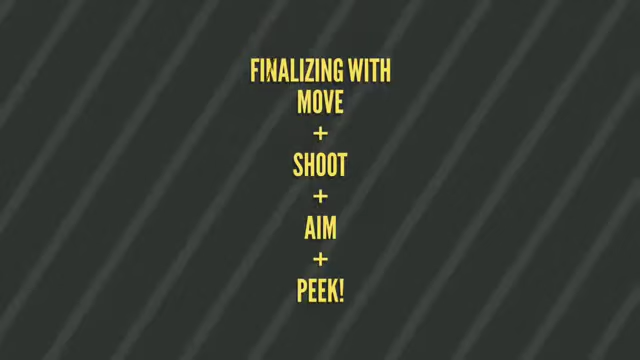 FINALIZING WITH
MOVE
+
SHOOT
+
AIM
+
PEEK!